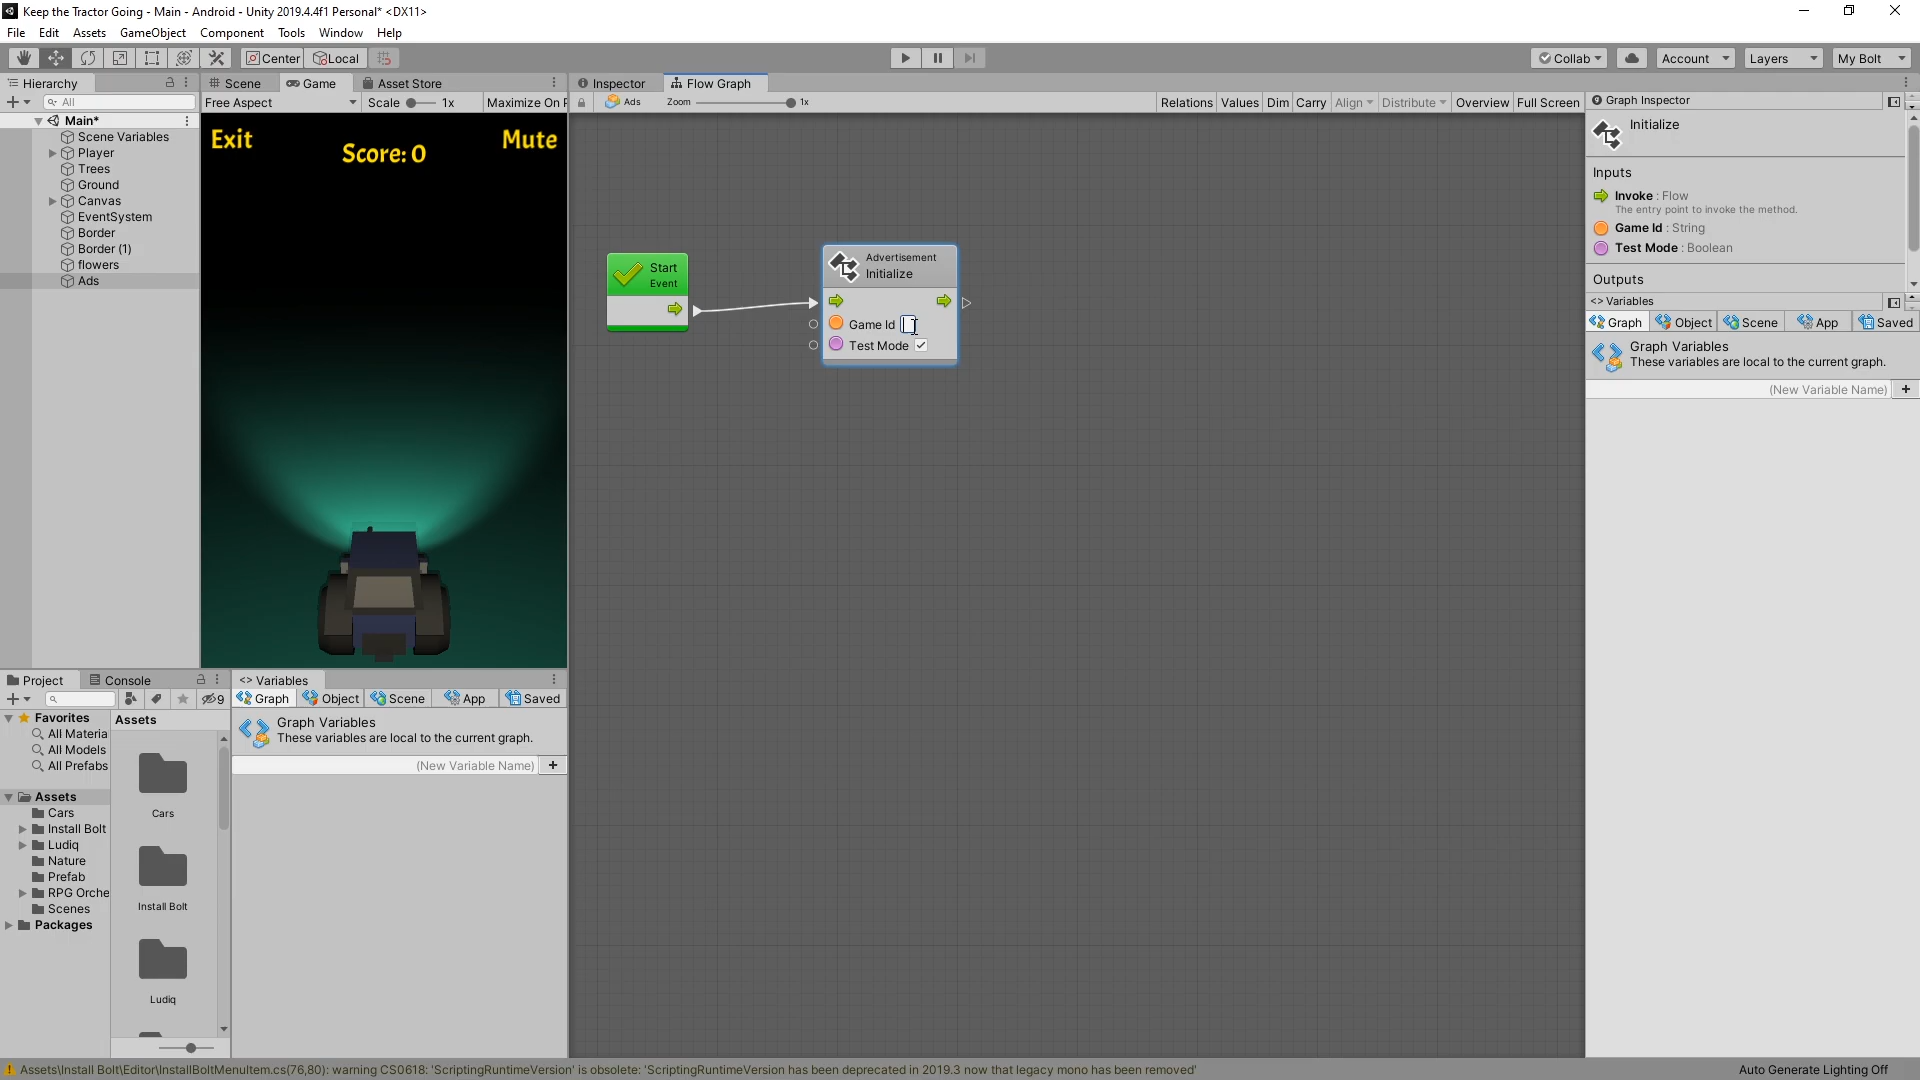 Keep the Tractor Going - Main - Android - Unity 2019.4.4f1 Personal* <DX11>
File Edit Assets GameObject Component Tools Window Help
Center Local Collab Account Layers My Bolt
Hierarchy
All
Main*
Scene Variables
Player
Trees
Ground
Canvas
EventSystem
Border
Border (1)
flowers
Ads
Scene Game Asset Store
Free Aspect Scale 1x Maximize On
Exit Score: 0 Mute
Inspector Flow Graph
Ads Zoom 1x Relations Values Dim Carry Align Distribute Overview Full Screen
Start
Event
Advertisement
Initialize
Game Id
Test Mode
Graph Inspector
Initialize
Inputs
Invoke : Flow
The entry point to invoke the method.
Game Id : String
Test Mode : Boolean
Outputs
<> Variables
Graph Object Scene App Saved
Graph Variables
These variables are local to the current graph.
(New Variable Name) +
Project Console
9
Favorites
All Materia
All Models
All Prefabs
Assets
Cars
Install Bolt
Ludiq
Nature
Prefab
RPG Orche
Scenes
Packages
Assets
Cars
Install Bolt
Ludiq
<> Variables
Graph Object Scene App Saved
Graph Variables
These variables are local to the current graph.
(New Variable Name) +
Assets\Install Bolt\Editor\InstallBoltMenuItem.cs(76,80): warning CS0618: 'ScriptingRuntimeVersion' is obsolete: 'ScriptingRuntimeVersion has been deprecated in 2019.3 now that legacy mono has been removed'
Auto Generate Lighting Off